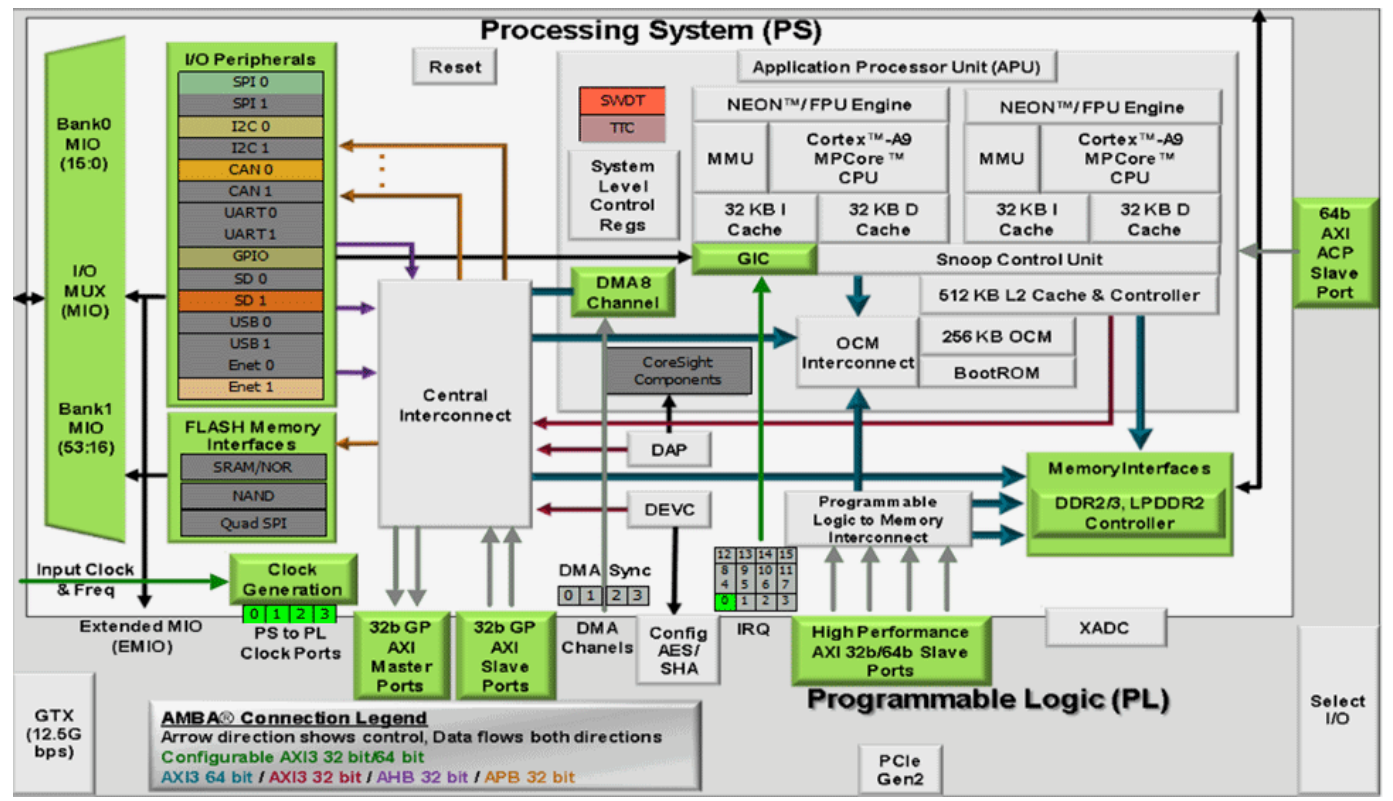 Processing System (PS)
Bank0
MIO
(15:0)
I/O
MUX
(MIO)
Bank1
MIO
(53:16)
I/O Peripherals
SPI 0
SPI 1
I2C 0
I2C 1
CAN 0
CAN 1
UART0
UART1
GPIO
SD 0
SD 1
USB 0
USB 1
Enet 0
Enet 1
FLASH Memory
Interfaces
SRAM/NOR
NAND
Quad SPI
Reset
Central
Interconnect
Application Processor Unit (APU)
SWDT
TTC
System
Level
Control
Regs
NEON™/FPU Engine
MMU
Cortex™-A9
MPCore™
CPU
32 KB I
Cache
32 KB D
Cache
NEON™/FPU Engine
MMU
Cortex™-A9
MPCore™
CPU
32 KB I
Cache
32 KB D
Cache
GIC
Snoop Control Unit
DMA8
Channel
512 KB L2 Cache & Controller
OCM
Interconnect
256 KB OCM
BootROM
CoreSight
Components
DAP
DEVC
64b
AXI
ACP
Slave
Port
Programmable
Logic to Memory
Interconnect
Memory Interfaces
DDR2/3, LPDDR2
Controller
Input Clock
& Freq
Clock
Generation
0 1 2 3
PS to PL
Clock Ports
Extended MIO
(EMIO)
32b GP
AXI
Master
Ports
32b GP
AXI
Slave
Ports
DMA Sync
0 1 2 3
DMA
Channels
Config
AES/
SHA
12 13 14 15
8 9 10 11
4 5 6 7
0 1 2 3
IRQ
High Performance
AXI 32b/64b Slave
Ports
XADC
Programmable Logic (PL)
GTX
(12.5G
bps)
AMBA® Connection Legend
Arrow direction shows control, Data flows both directions
Configurable AXI3 32 bit/64 bit
AXI3 64 bit / AXI3 32 bit / AHB 32 bit / APB 32 bit
PCIe
Gen2
Select
I/O